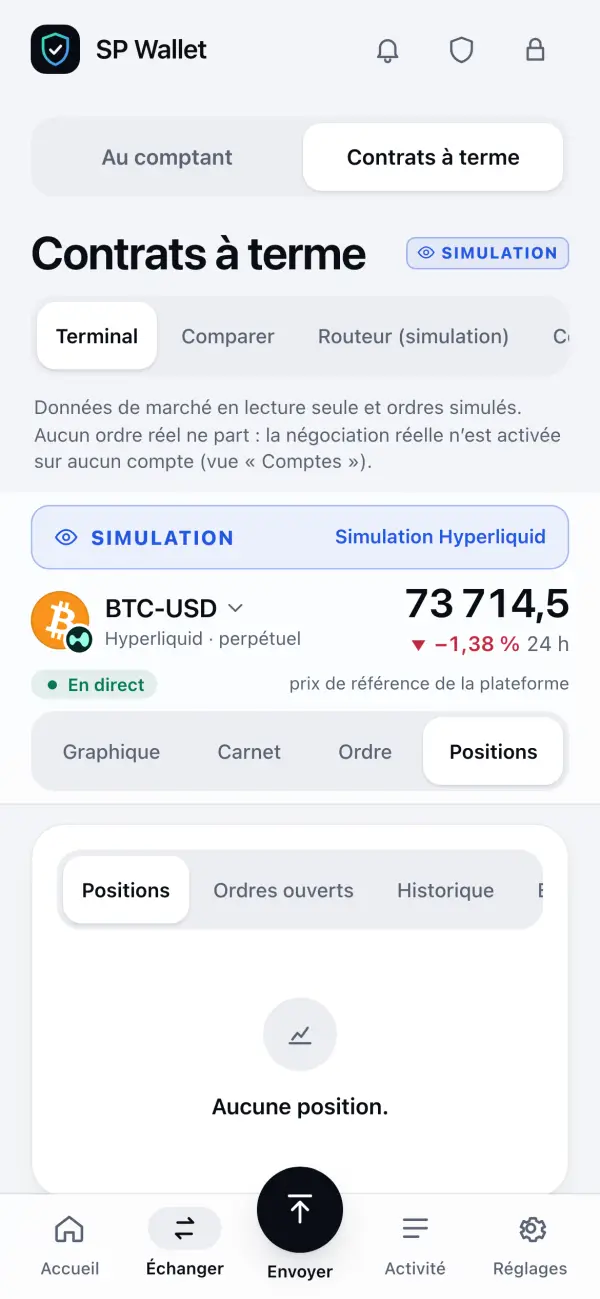 SP Wallet
Au comptant
Contrats à terme
Contrats à terme
SIMULATION
Terminal
Comparer
Routeur (simulation)
Données de marché en lecture seule et ordres simulés.
Aucun ordre réel ne part : la négociation réelle n'est activée
sur aucun compte (vue « Comptes »).
SIMULATION
Simulation Hyperliquid
BTC-USD
73 714,5
Hyperliquid · perpétuel
▼ −1,38 % 24 h
En direct
prix de référence de la plateforme
Graphique
Carnet
Ordre
Positions
Positions
Ordres ouverts
Historique
Aucune position.
Accueil
Échanger
Envoyer
Activité
Réglages